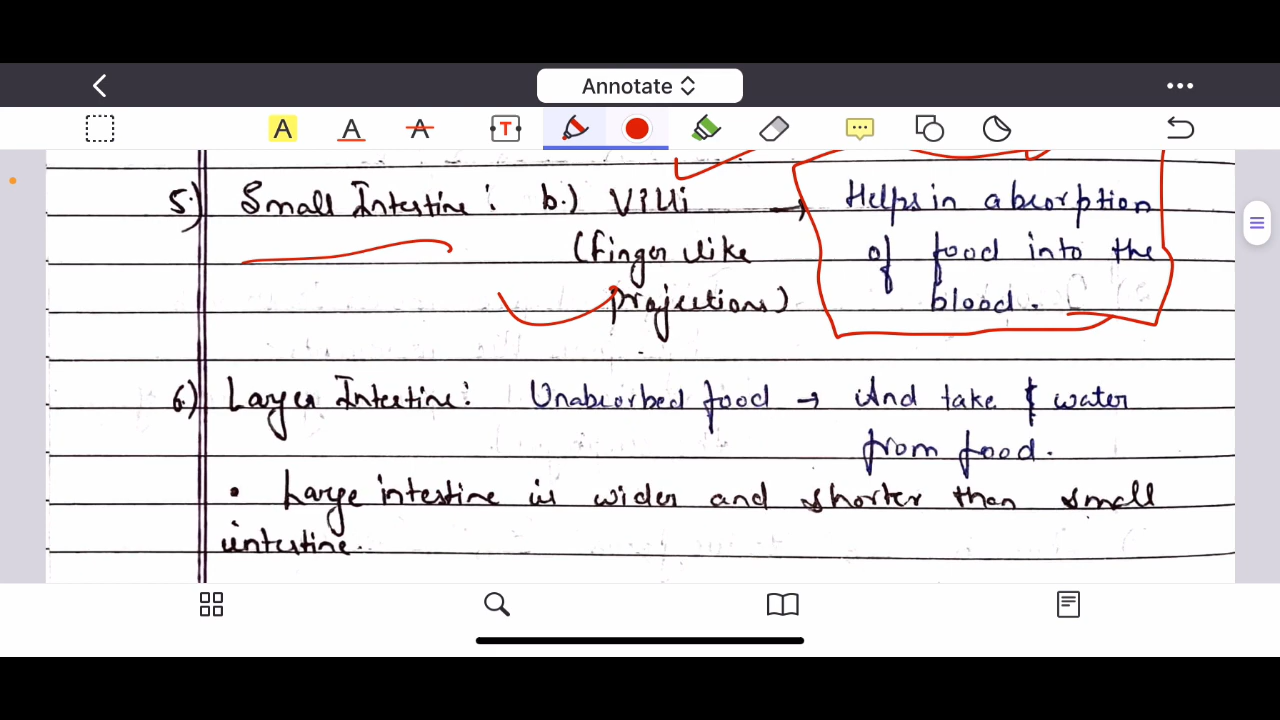 Annotate
A A A T
5.) Small Intestine: b.) Villi → Helps in absorption
(finger like of food into the
projections) blood.
6.) Larger Intestine: Unabsorbed food → And take water
from food.
• Large intestine is wider and shorter than small
intestine.